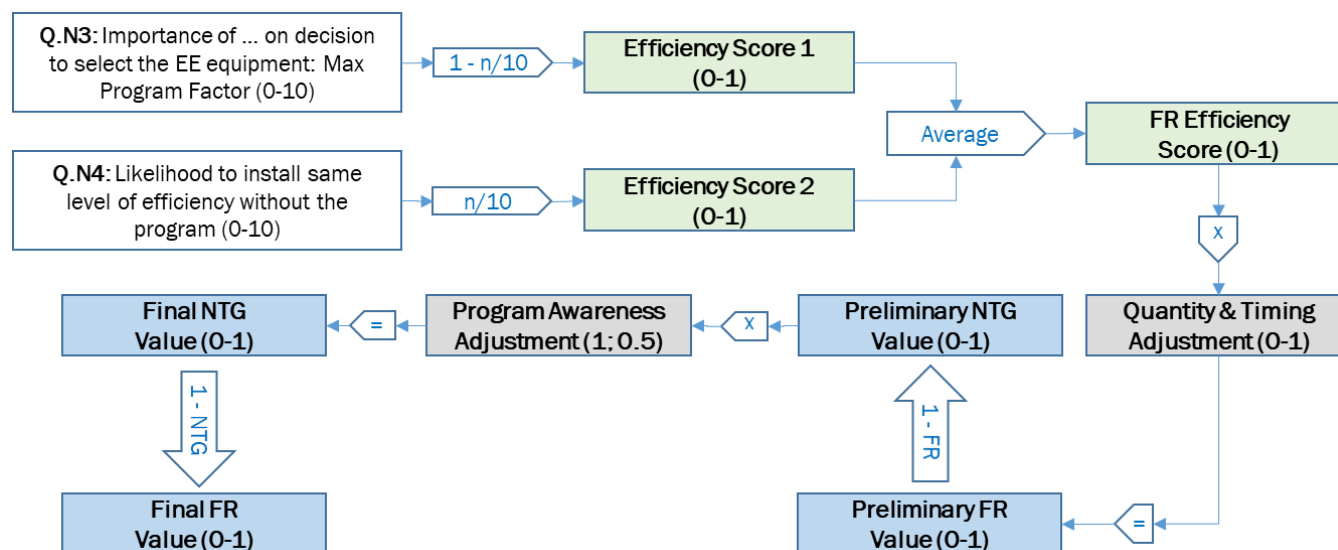 Q.N3: Importance of ... on decision
to select the EE equipment: Max
Program Factor (0-10)
1 - n/10
Efficiency Score 1
(0-1)
Average
FR Efficiency
Score (0-1)
Q.N4: Likelihood to install same
level of efficiency without the
program (0-10)
n/10
Efficiency Score 2
(0-1)
x
Quantity & Timing
Adjustment (0-1)
Preliminary NTG
Value (0-1)
x
Program Awareness
Adjustment (1; 0.5)
=
Final NTG
Value (0-1)
1 - NTG
1 - FR
Final FR
Value (0-1)
Preliminary FR
Value (0-1)
=